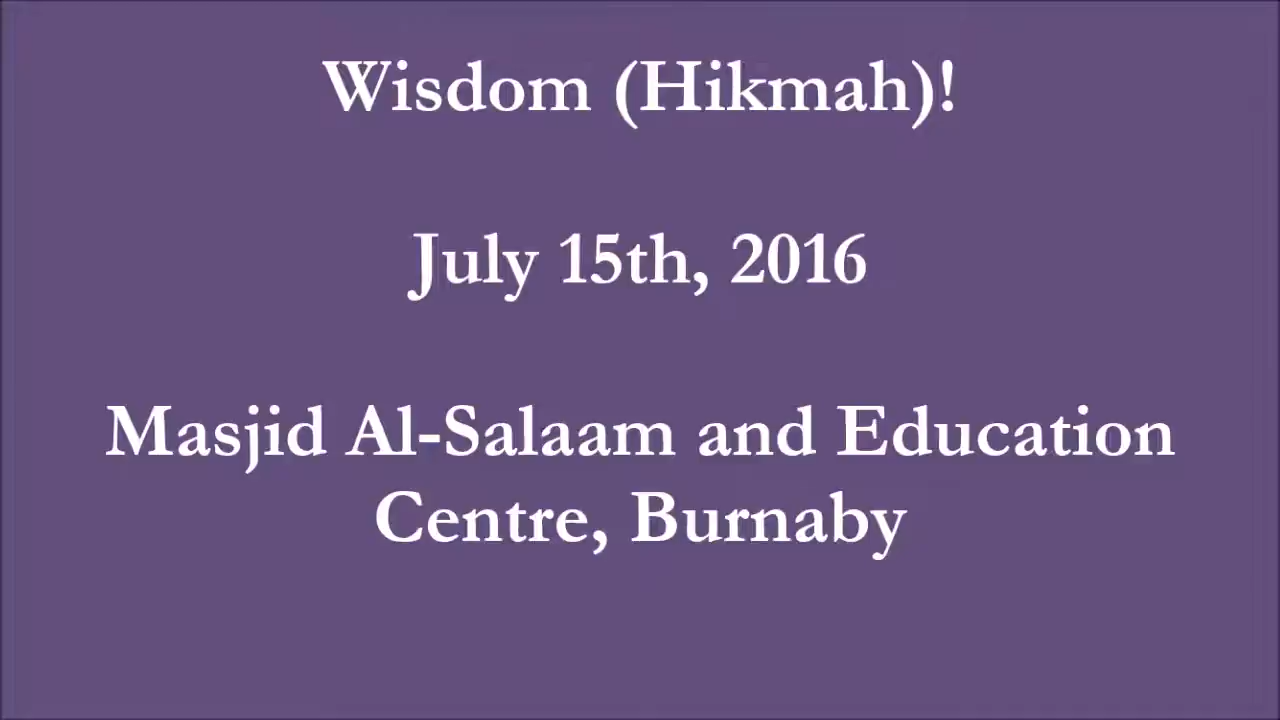 Wisdom (Hikmah)!
July 15th, 2016
Masjid Al-Salaam and Education
Centre, Burnaby